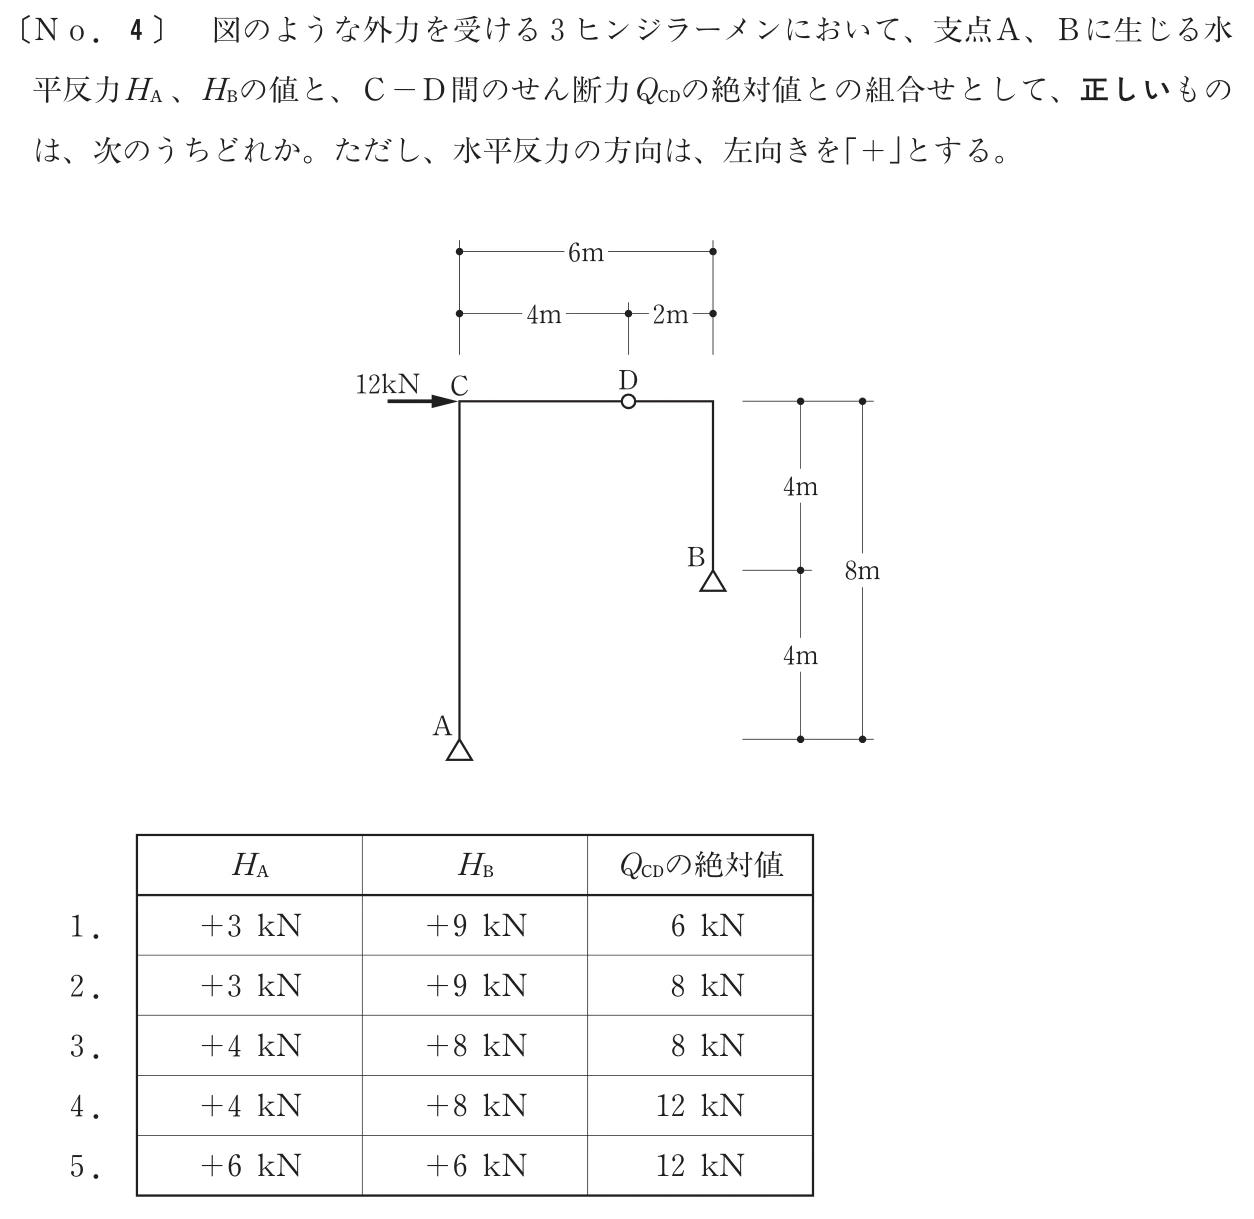 〔Ｎｏ．4〕　図のような外力を受ける３ヒンジラーメンにおいて、支点Ａ、Ｂに生じる水
平反力HA、HBの値と、Ｃ－Ｄ間のせん断力QCDの絶対値との組合せとして、正しいもの
は、次のうちどれか。ただし、水平反力の方向は、左向きを「＋」とする。
6m
4m 2m
12kN C D
4m
B
8m
4m
A
HA HB QCDの絶対値
1． +3 kN +9 kN 6 kN
2． +3 kN +9 kN 8 kN
3． +4 kN +8 kN 8 kN
4． +4 kN +8 kN 12 kN
5． +6 kN +6 kN 12 kN